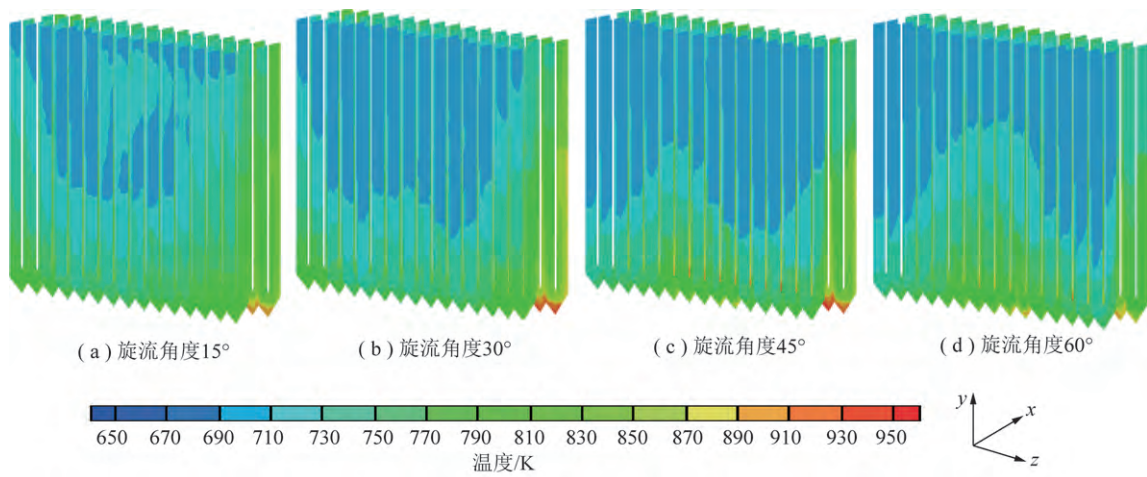 ( a ) 旋流角度15°
( b ) 旋流角度30°
( c ) 旋流角度45°
( d ) 旋流角度60°
y
x
z
650 670 690 710 730 750 770 790 810 830 850 870 890 910 930 950
温度/K